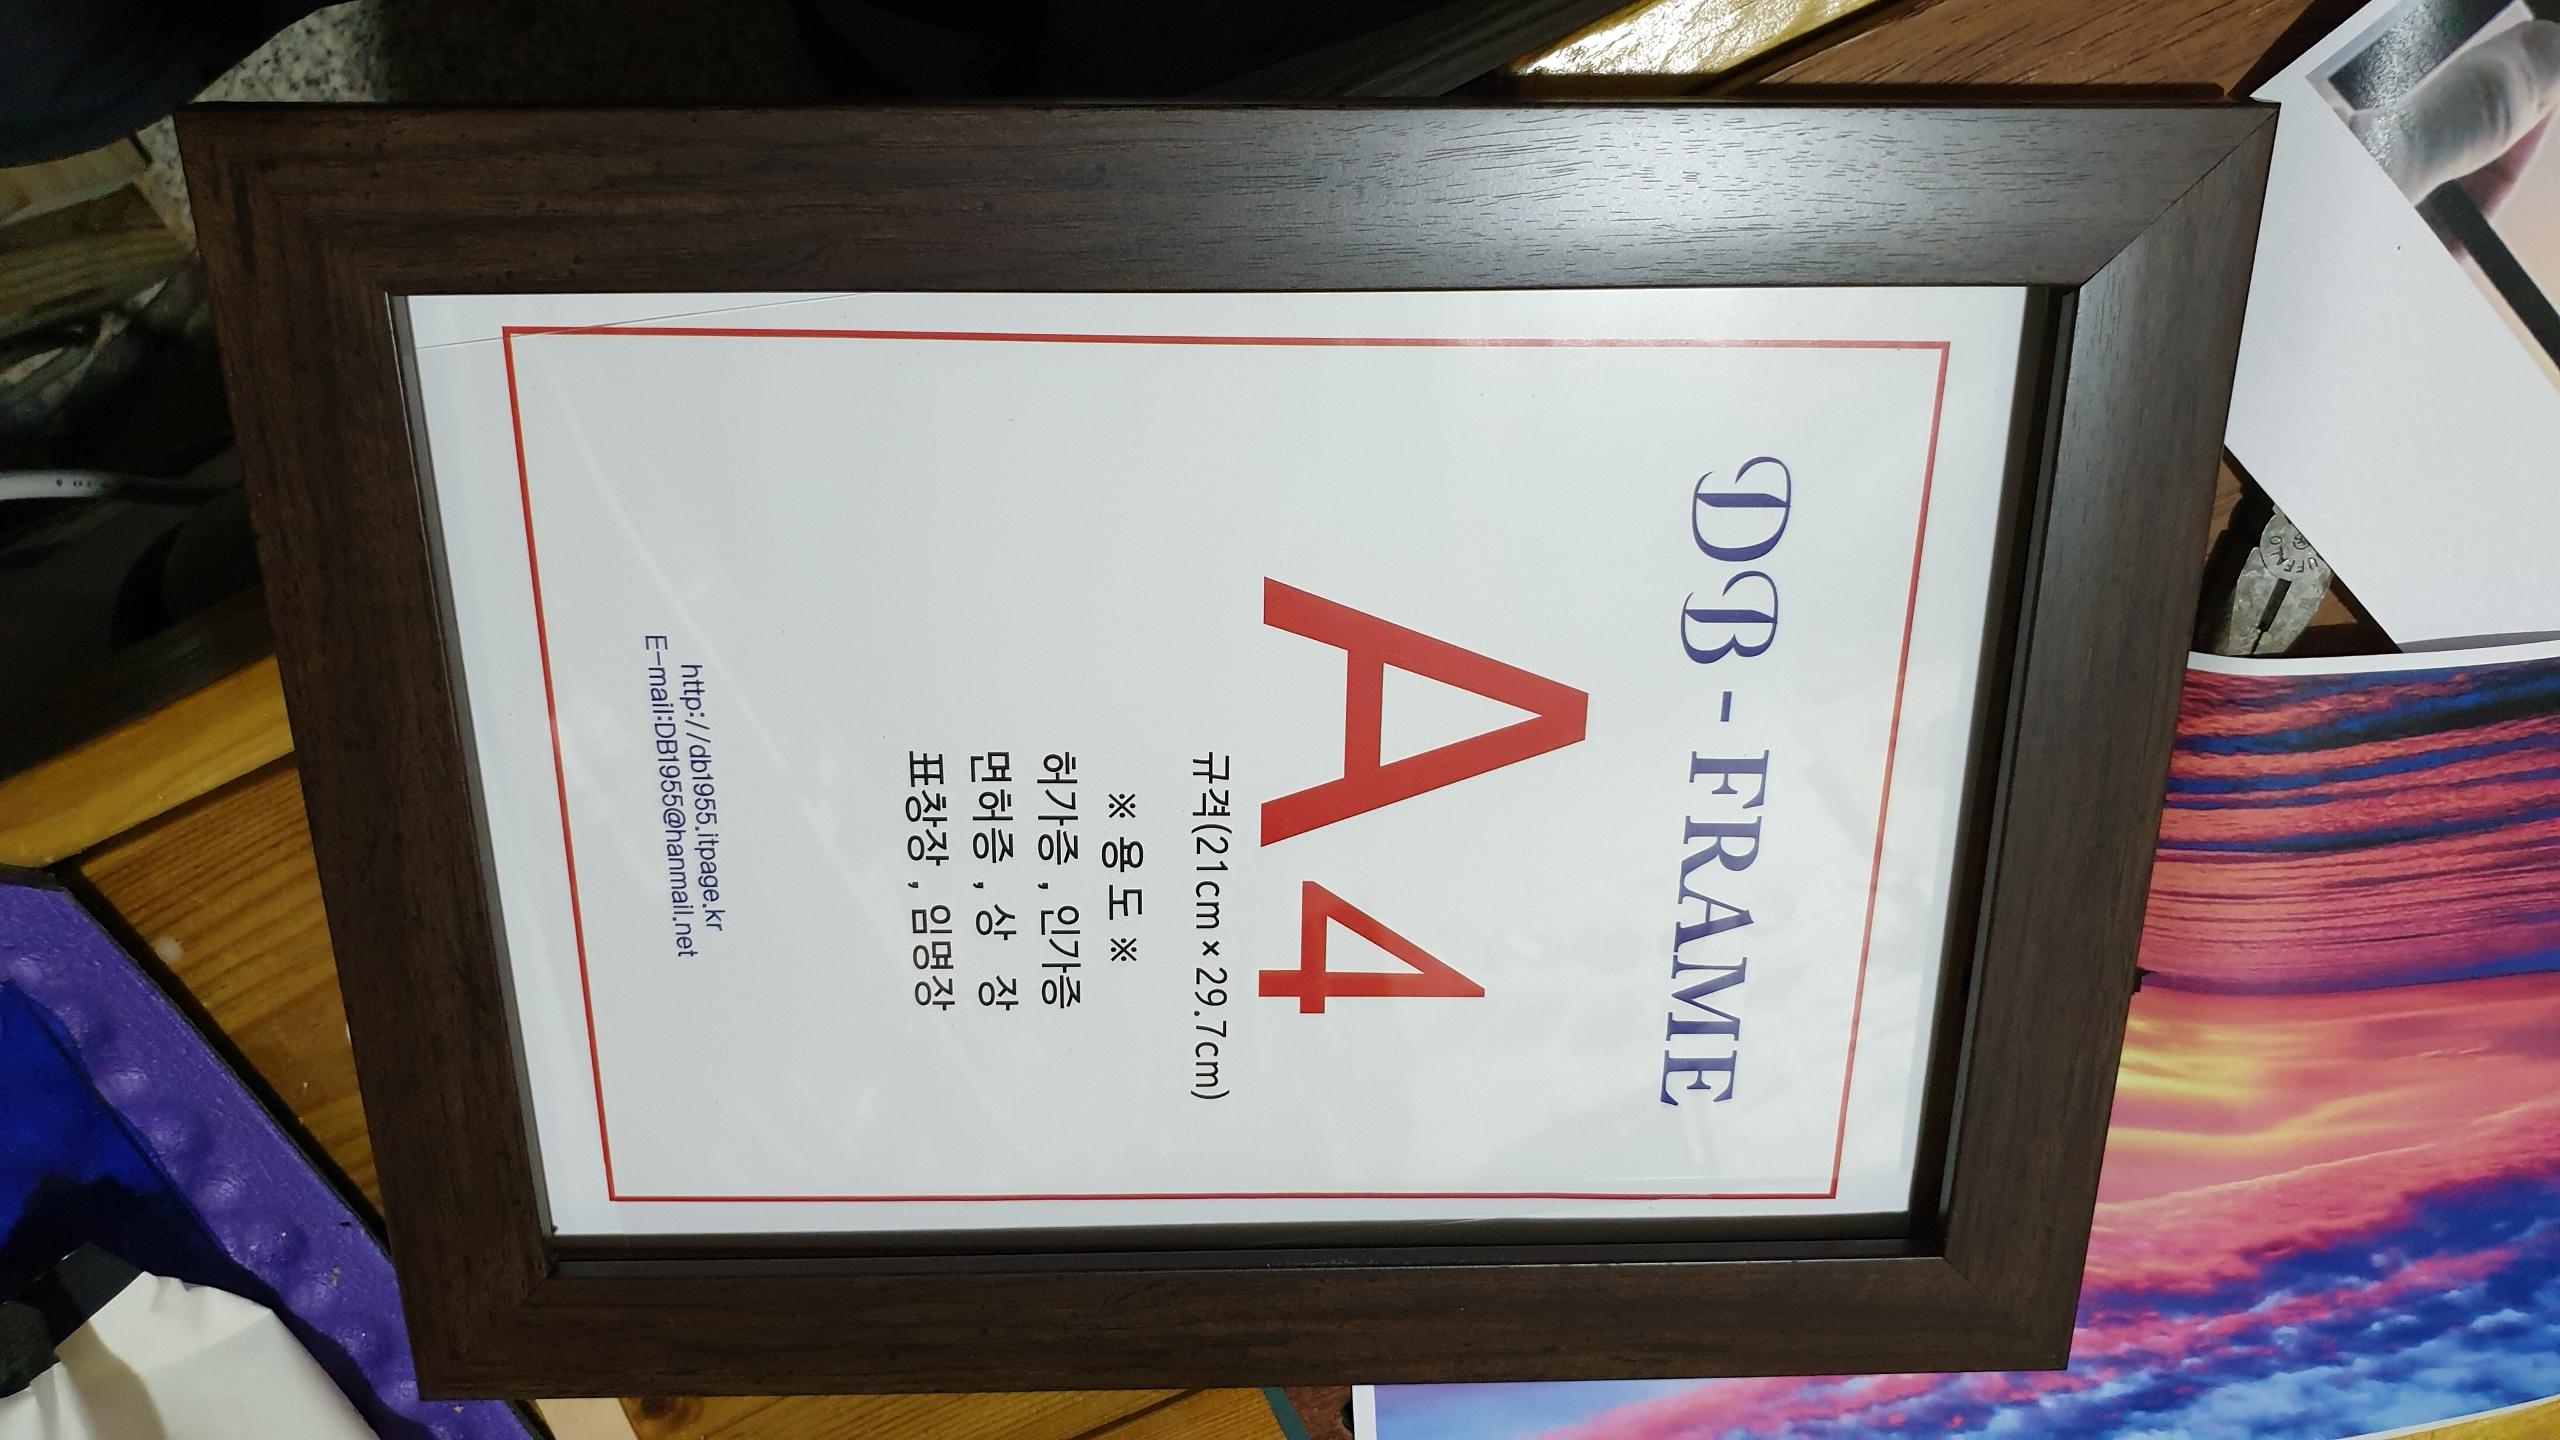 DB - FRAME
A4
규격(21cm × 29.7cm)
※ 용 도 ※
허가증 , 인가증
면허증 , 상 장
표창장 , 임명장
http://db1955.itpage.kr
E-mail:DB1955@hanmail.net